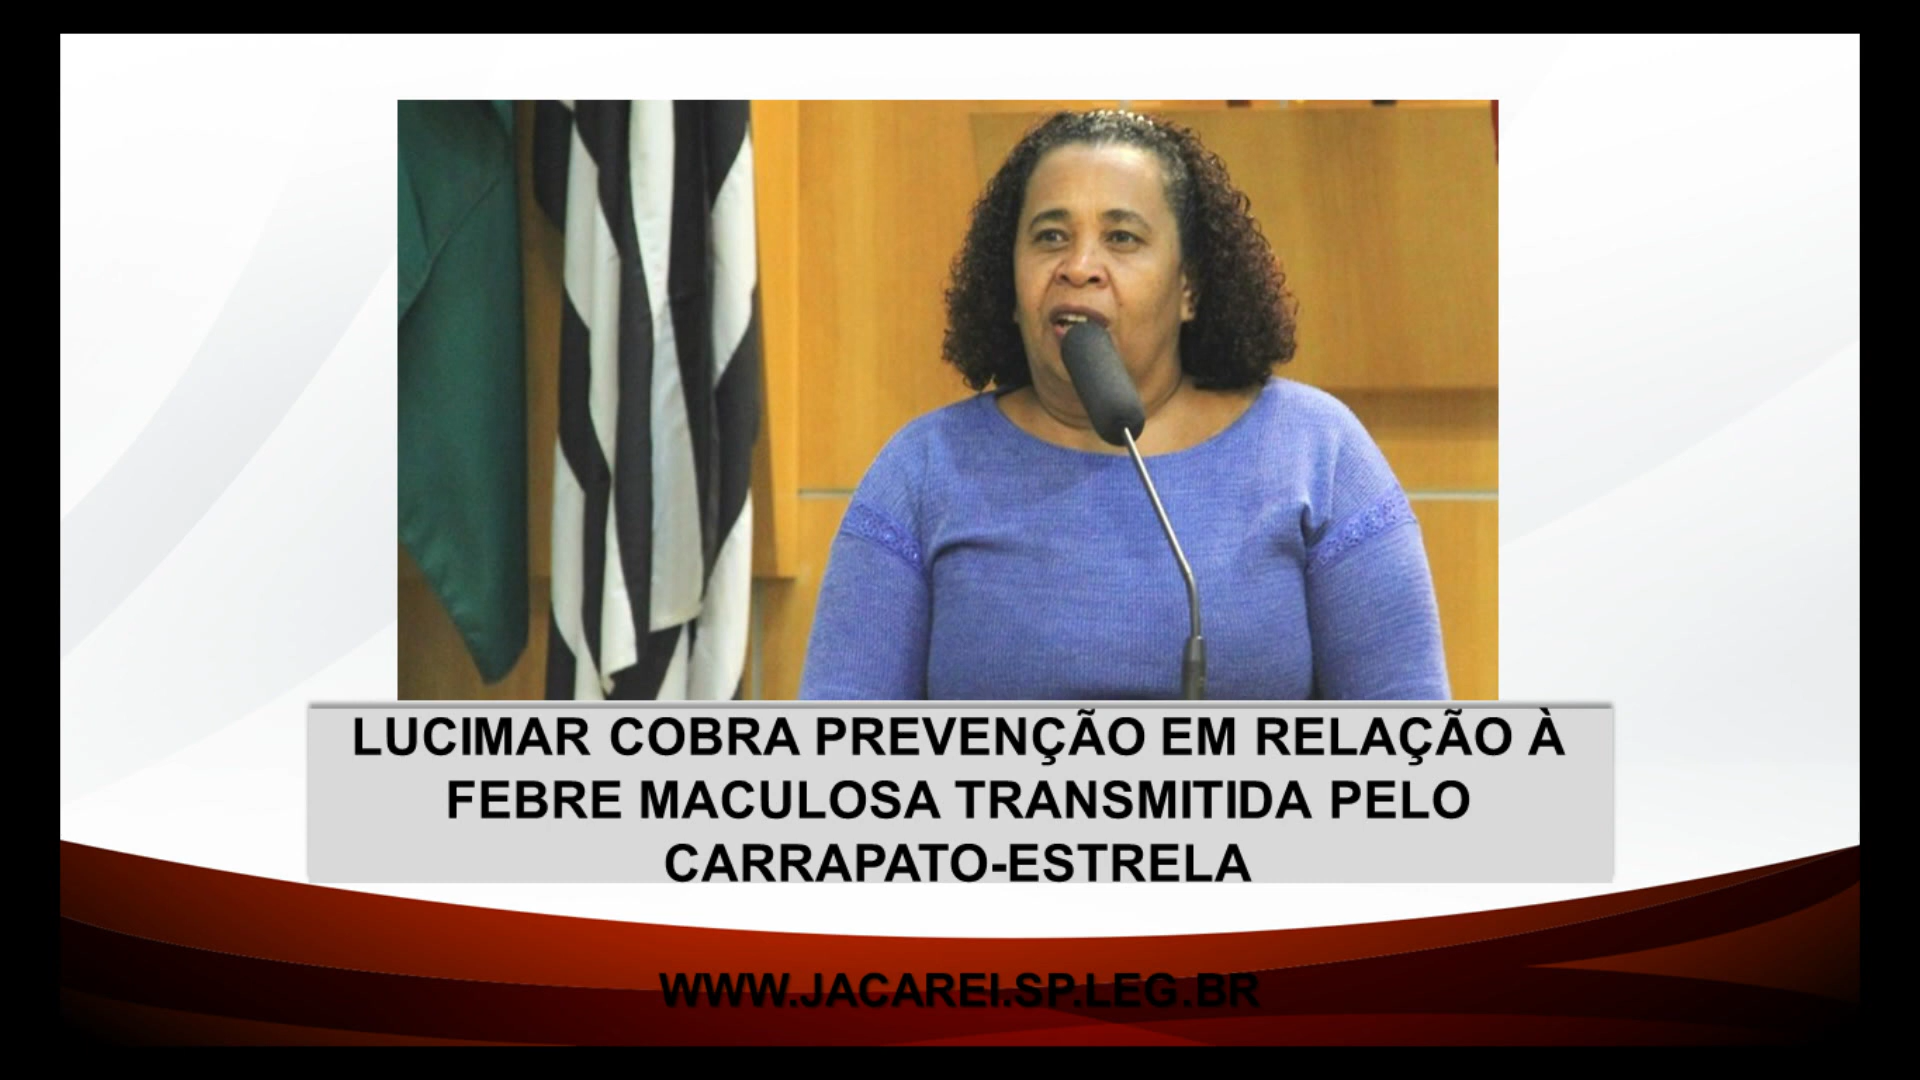 LUCIMAR COBRA PREVENÇÃO EM RELAÇÃO À
FEBRE MACULOSA TRANSMITIDA PELO
CARRAPATO-ESTRELA
WWW.JACAREI.SP.LEG.BR